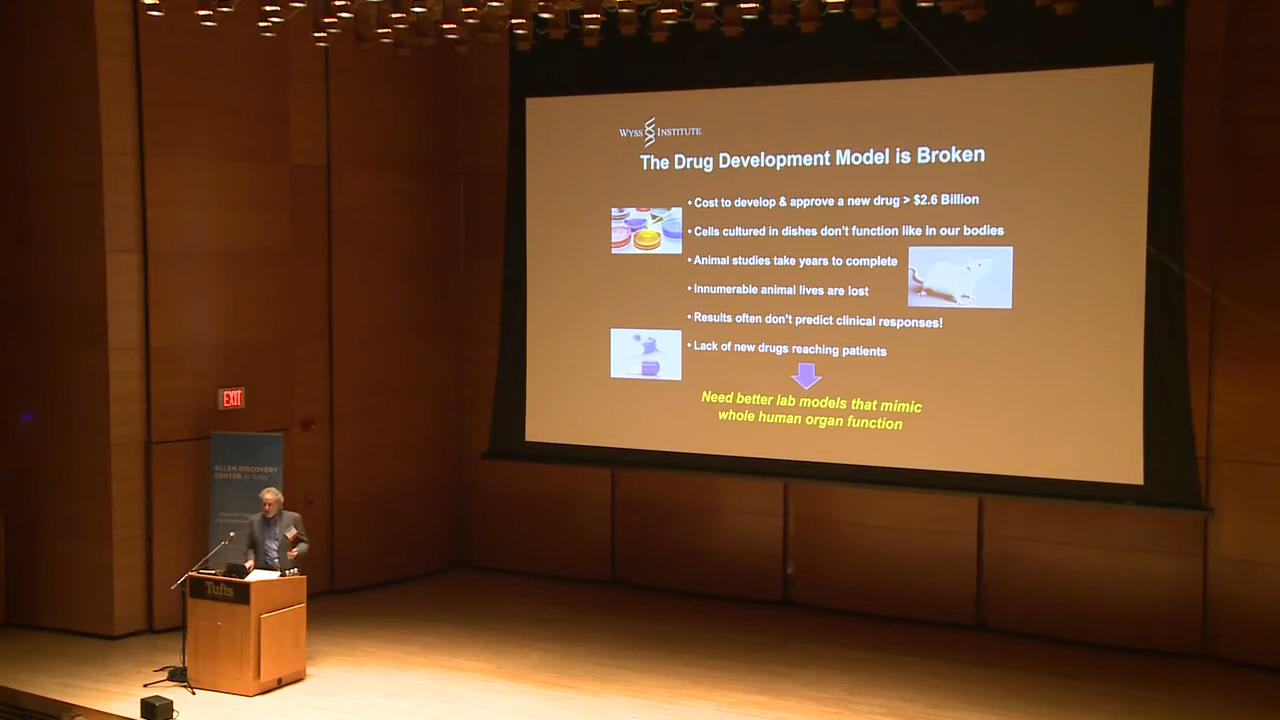 WYSS INSTITUTE
The Drug Development Model is Broken
• Cost to develop & approve a new drug > $2.6 Billion
• Cells cultured in dishes don't function like in our bodies
• Animal studies take years to complete
• Innumerable animal lives are lost
• Results often don't predict clinical responses!
• Lack of new drugs reaching patients
Need better lab models that mimic
whole human organ function
EXIT
ALLEN DISCOVERY
CENTER at Tufts
Tufts